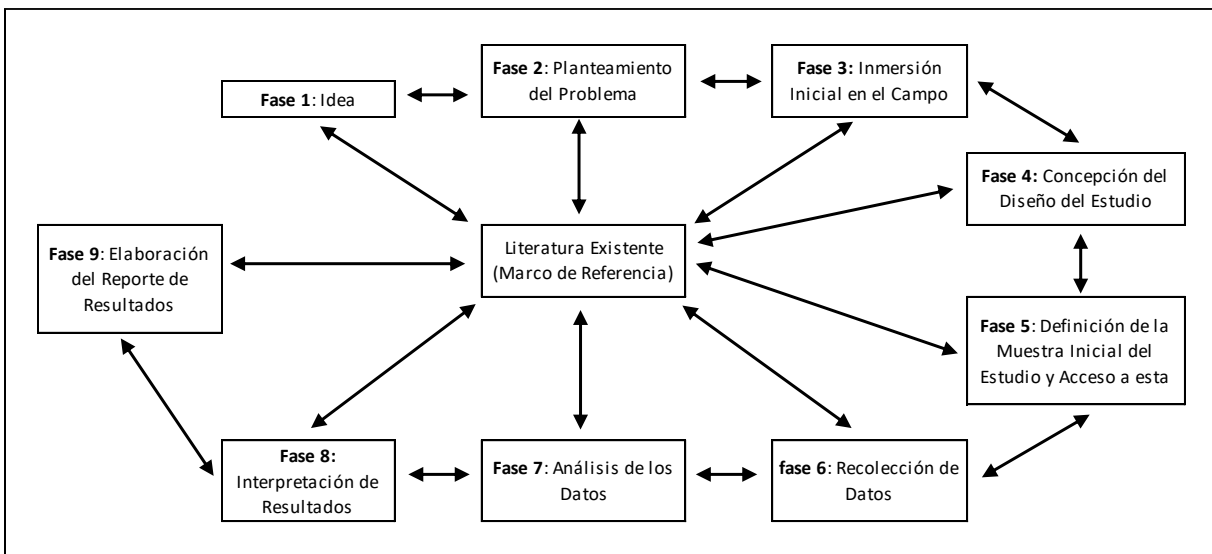 Fase 1: Idea
Fase 2: Planteamiento
del Problema
Fase 3: Inmersión
Inicial en el Campo
Fase 4: Concepción del
Diseño del Estudio
Fase 9: Elaboración
del Reporte de
Resultados
Literatura Existente
(Marco de Referencia)
Fase 5: Definición de la
Muestra Inicial del
Estudio y Acceso a esta
Fase 8:
Interpretación de
Resultados
Fase 7: Análisis de los
Datos
fase 6: Recolección de
Datos